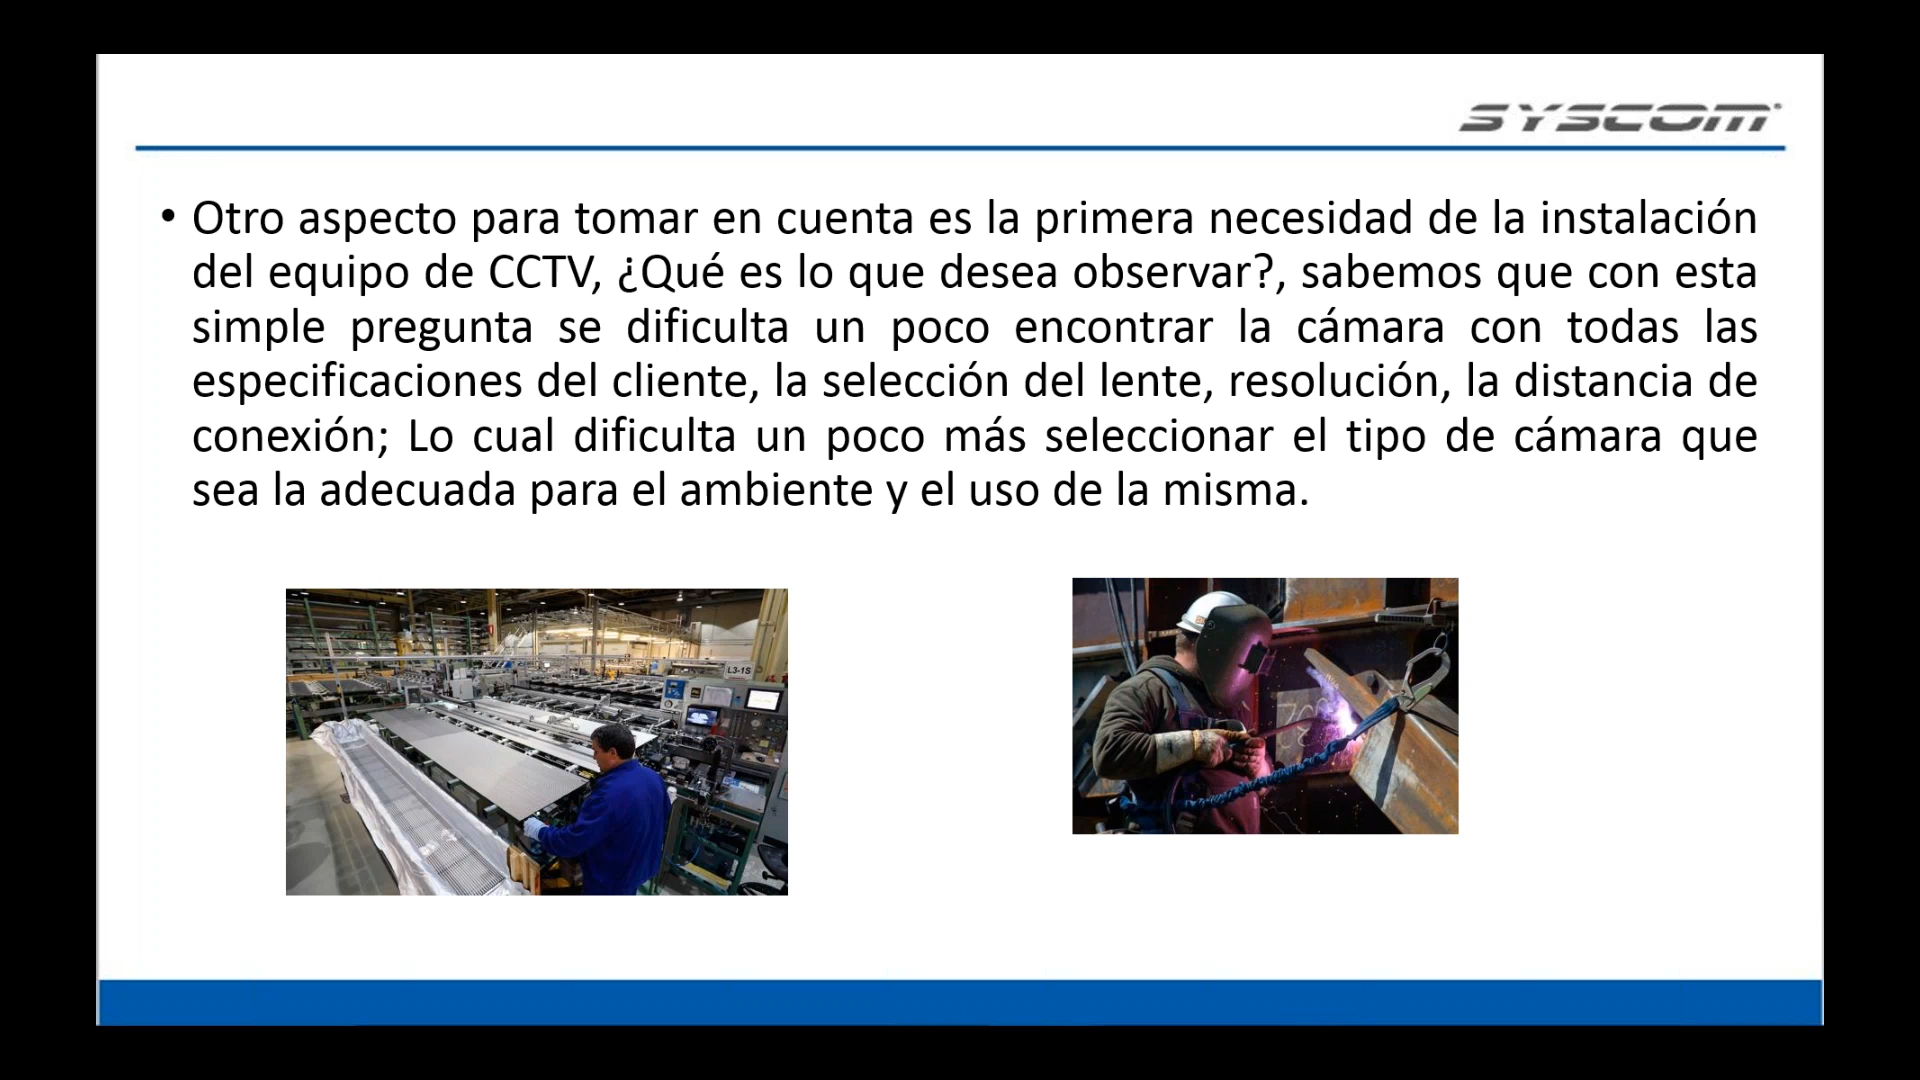 SYSCOM
• Otro aspecto para tomar en cuenta es la primera necesidad de la instalación
del equipo de CCTV, ¿Qué es lo que desea observar?, sabemos que con esta
simple pregunta se dificulta un poco encontrar la cámara con todas las
especificaciones del cliente, la selección del lente, resolución, la distancia de
conexión; Lo cual dificulta un poco más seleccionar el tipo de cámara que
sea la adecuada para el ambiente y el uso de la misma.
L3-1S